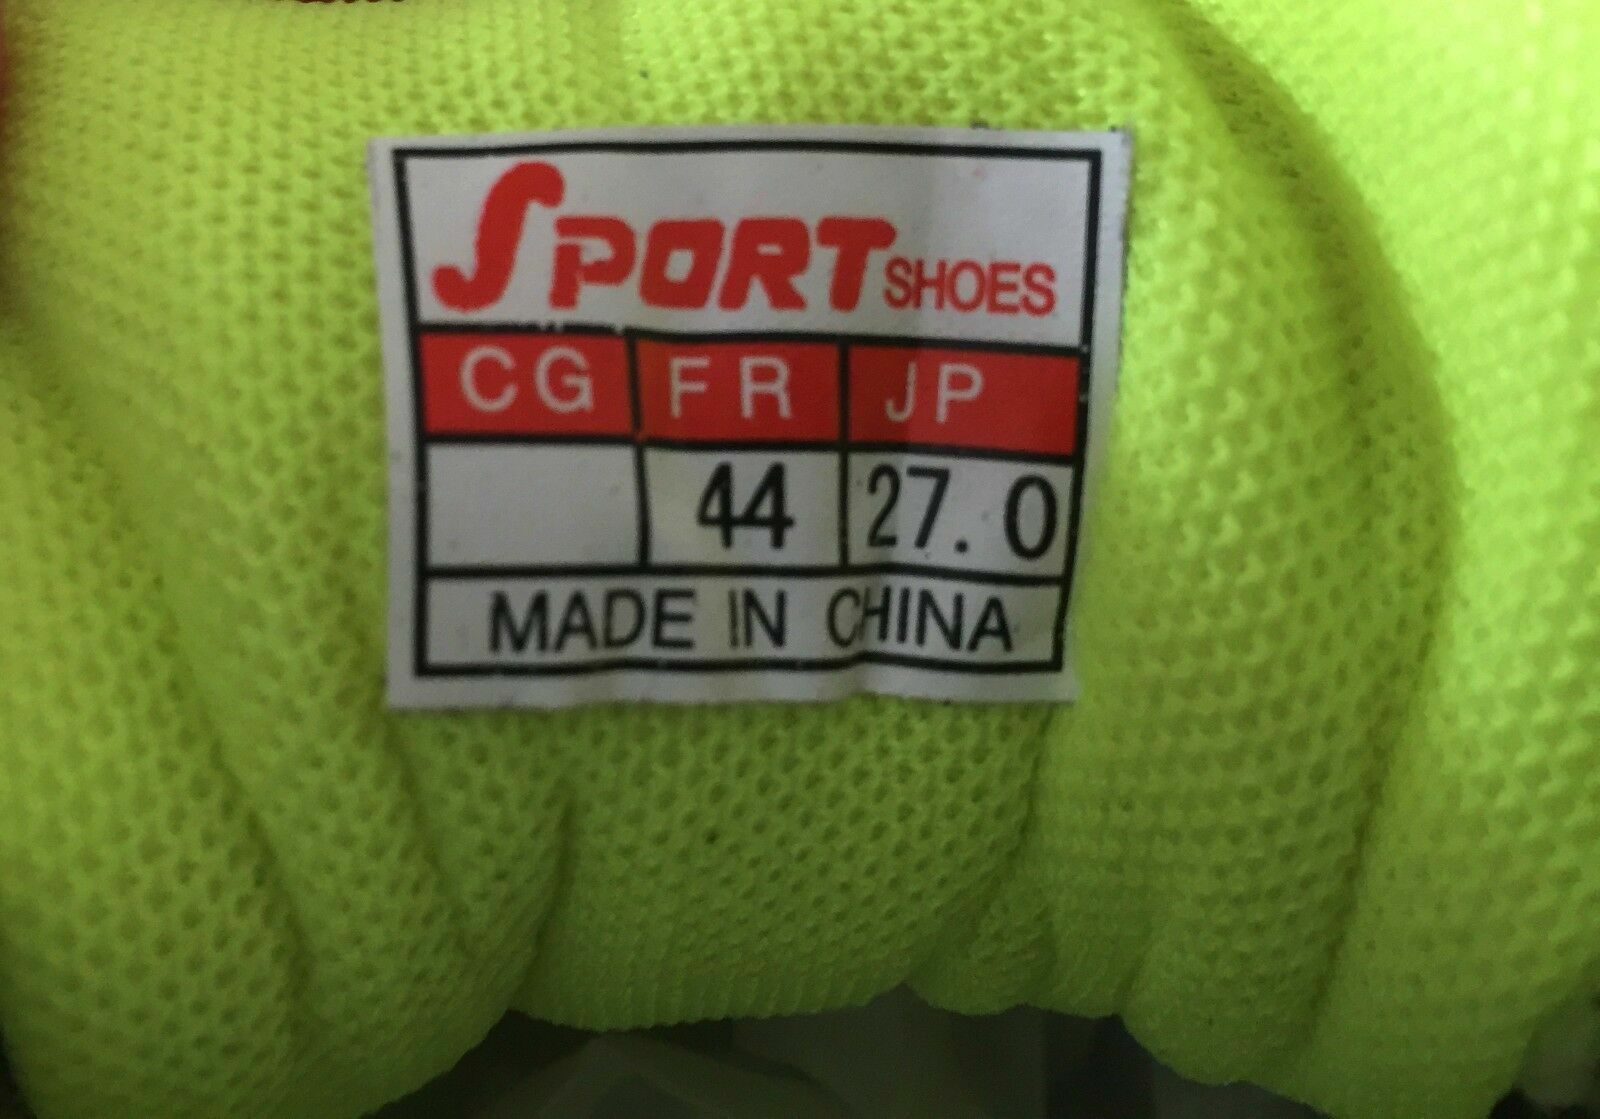 SPORT SHOES
CG FR JP
44 27.0
MADE IN CHINA